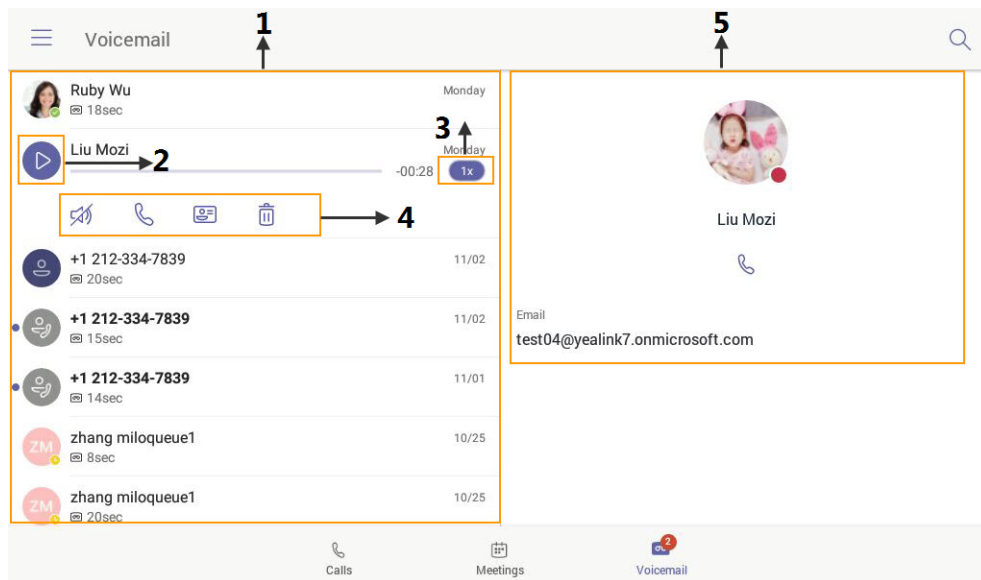 1
5
Voicemail
Ruby Wu
Monday
18sec
3
Liu Mozi
Monday
2
-00:28
1x
4
+1 212-334-7839
11/02
20sec
+1 212-334-7839
11/02
15sec
+1 212-334-7839
11/01
14sec
ZM
zhang miloqueue1
10/25
8sec
ZM
zhang miloqueue1
10/25
20sec
Liu Mozi
Email
test04@yealink7.onmicrosoft.com
Calls
Meetings
2
Voicemail